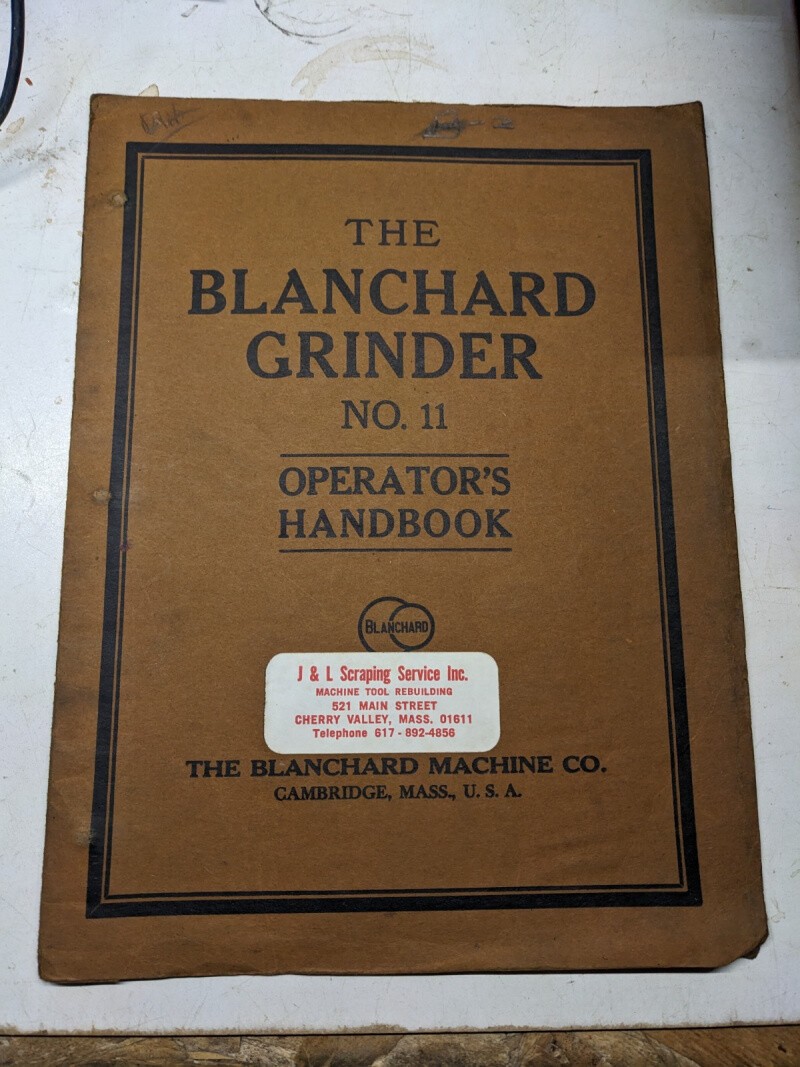 THE
BLANCHARD
GRINDER
NO. 11
OPERATOR'S
HANDBOOK
BLANCHARD
J & L Scraping Service Inc.
MACHINE TOOL REBUILDING
521 MAIN STREET
CHERRY VALLEY, MASS. 01611
Telephone 617 - 892-4856
THE BLANCHARD MACHINE CO.
CAMBRIDGE, MASS., U. S. A.